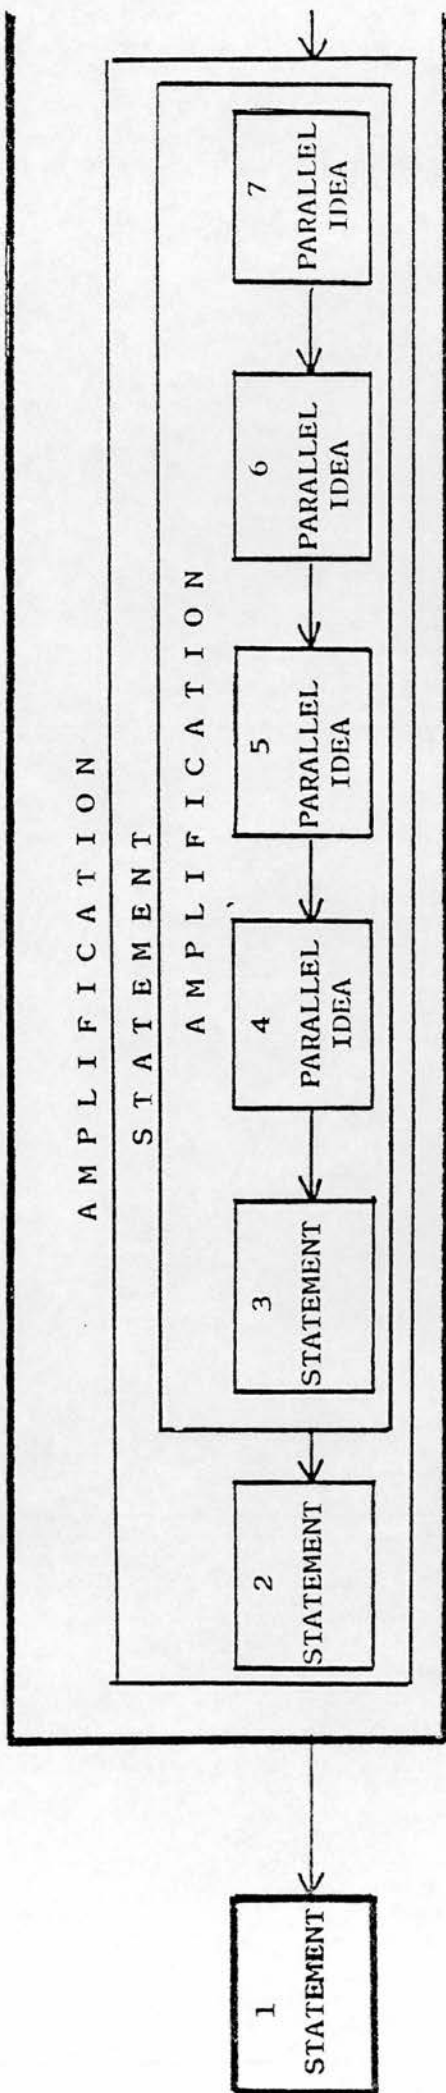 AMPLIFICATION
STATEMENT
AMPLIFICATION
1
STATEMENT
2
STATEMENT
3
STATEMENT
4
PARALLEL
IDEA
5
PARALLEL
IDEA
6
PARALLEL
IDEA
7
PARALLEL
IDEA